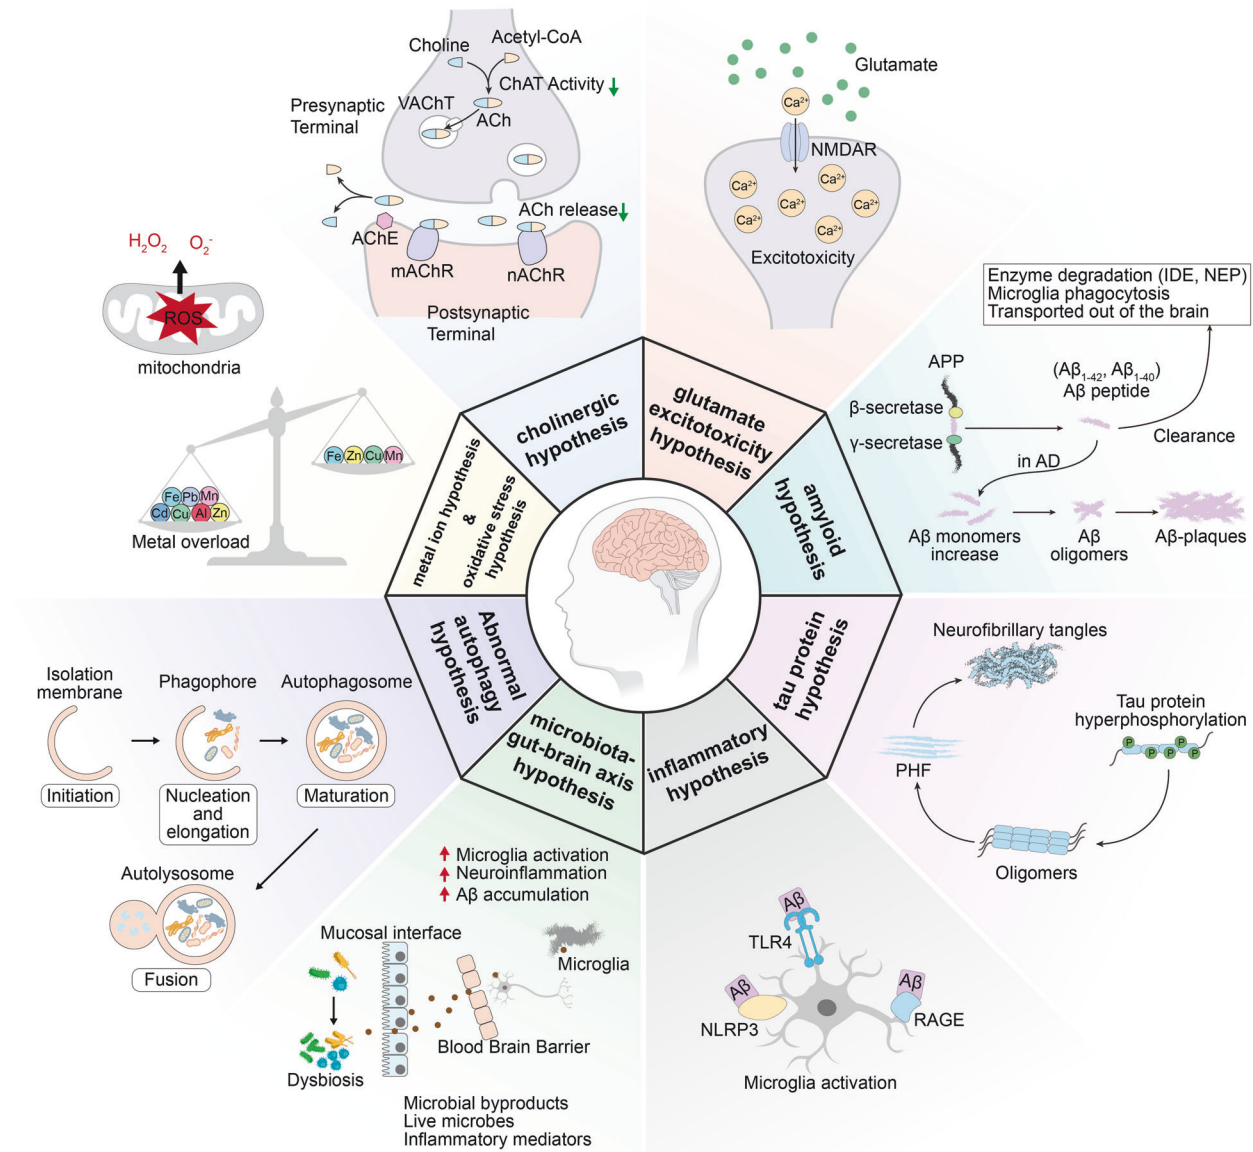 Choline
Acetyl-CoA
ChAT Activity
VAChT
ACh
Presynaptic
Terminal
ACh release
AChE
mAChR
nAChR
Postsynaptic
Terminal
Glutamate
Ca2+
NMDAR
Ca2+
Ca2+
Ca2+
Ca2+
Ca2+
Ca2+
Excitotoxicity
H2O2
O2-
ROS
mitochondria
Fe
Zn
Cu
Mn
Fe
Pb
Mn
Cd
Cu
Al
Zn
Metal overload
Enzyme degradation (IDE, NEP)
Microglia phagocytosis
Transported out of the brain
APP
(Aβ1-42, Aβ1-40)
Aβ peptide
β-secretase
γ-secretase
Clearance
in AD
Aβ monomers
increase
Aβ
oligomers
Aβ-plaques
cholinergic
hypothesis
glutamate
excitotoxicity
hypothesis
amyloid
hypothesis
tau protein
hypothesis
inflammatory
hypothesis
microbiota-
gut-brain axis
hypothesis
Abnormal
autophagy
hypothesis
metal ion hypothesis
&
oxidative stress
hypothesis
Neurofibrillary tangles
Tau protein
hyperphosphorylation
P
P
P
P
P
PHF
Oligomers
Isolation
membrane
Phagophore
Autophagosome
Initiation
Nucleation
and
elongation
Maturation
Autolysosome
Fusion
Microglia activation
Neuroinflammation
Aβ accumulation
Mucosal interface
Microglia
Blood Brain Barrier
Dysbiosis
Microbial byproducts
Live microbes
Inflammatory mediators
Aβ
TLR4
Aβ
NLRP3
Aβ
RAGE
Microglia activation